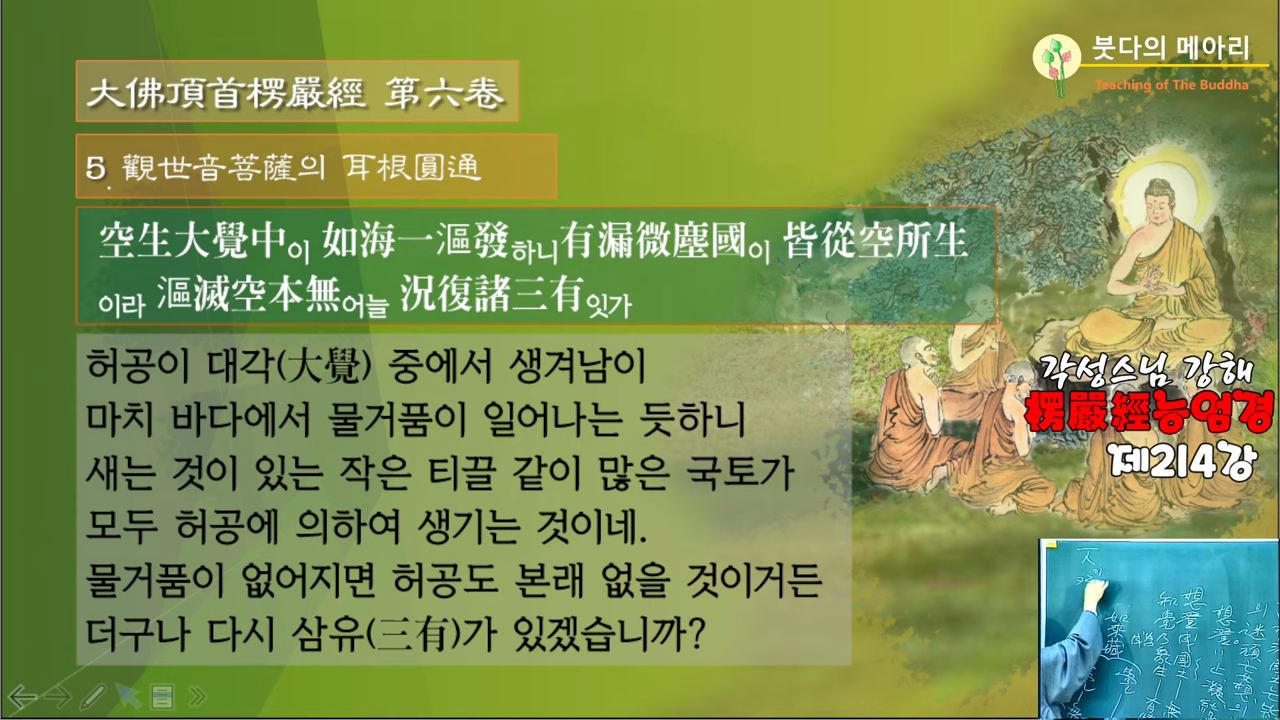 붓다의 메아리
Teaching of The Buddha
大佛頂首楞嚴經 第六卷
5. 觀世音菩薩의 耳根圓通
空生大覺中이 如海一漚發하니有漏微塵國이 皆從空所生
이라 漚滅空本無어늘 況復諸三有잇가
허공이 대각(大覺) 중에서 생겨남이
마치 바다에서 물거품이 일어나는 듯하니
새는 것이 있는 작은 티끌 같이 많은 국토가
모두 허공에 의하여 생기는 것이네.
물거품이 없어지면 허공도 본래 없을 것이거든
더구나 다시 삼유(三有)가 있겠습니까?
각성스님 강해
楞嚴經능엄경
제214강